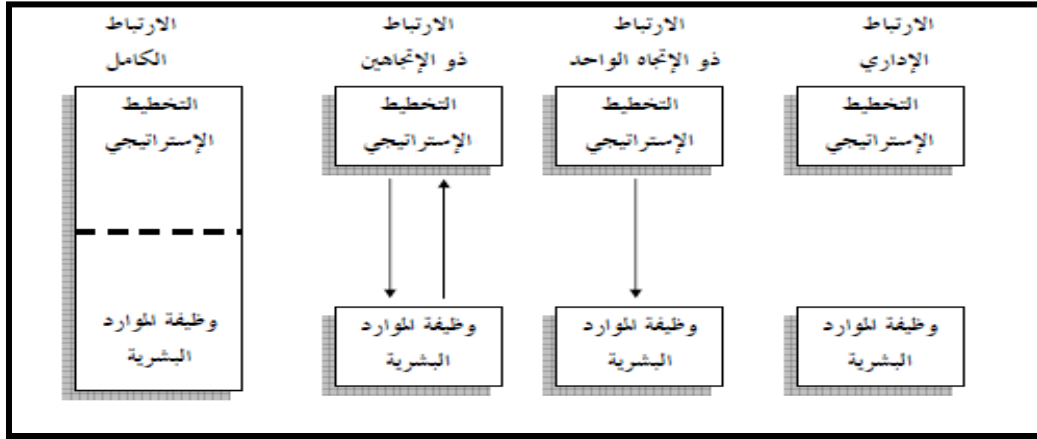 الارتباط
الإداري
التخطيط
الإستراتيجي
وظيفة الموارد
البشرية
الارتباط
ذو الإتجاه الواحد
التخطيط
الإستراتيجي
وظيفة الموارد
البشرية
الارتباط
ذو الإتجاهين
التخطيط
الإستراتيجي
وظيفة الموارد
البشرية
الارتباط
الكامل
التخطيط
الإستراتيجي
وظيفة الموارد
البشرية